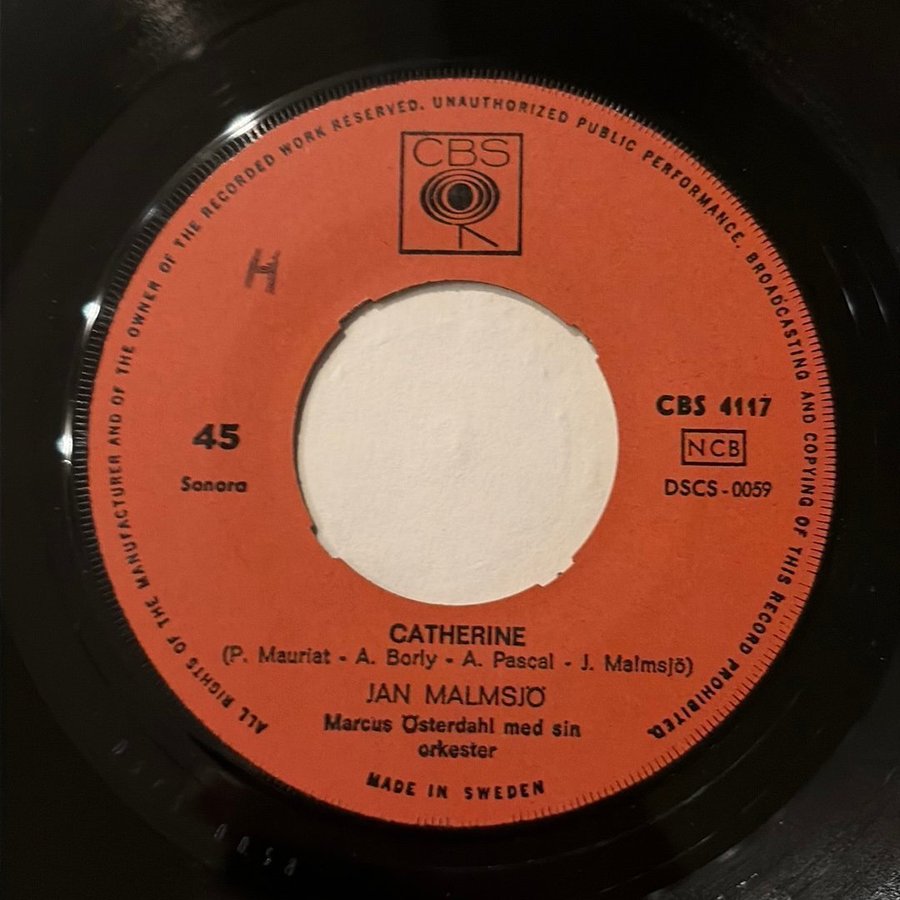 ALL RIGHTS OF THE MANUFACTURER AND OF THE OWNER OF THE RECORDED WORK RESERVED. UNAUTHORIZED PUBLIC PERFORMANCE, BROADCASTING AND COPYING OF THIS RECORD PROHIBITED.
CBS
H
45
Sonora
CBS 4117
NCB
DSCS-0059
CATHERINE
(P. Mauriat - A. Borly - A. Pascal - J. Malmsjö)
JAN MALMSJÖ
Marcus Österdahl med sin
orkester
MADE IN SWEDEN